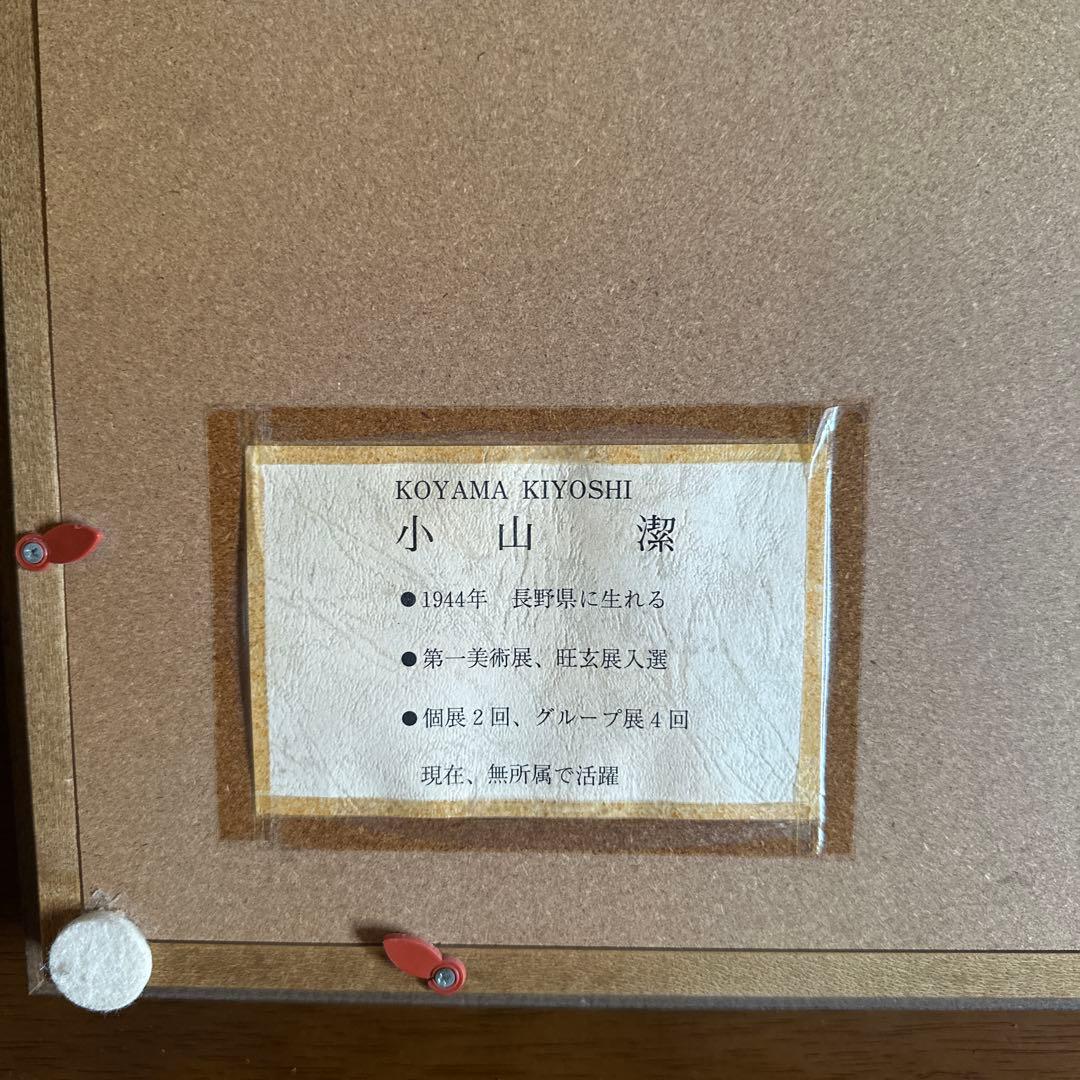 KOYAMA KIYOSHI
小山 潔
●1944年 長野県に生れる
●第一美術展、旺玄展入選
●個展2回、グループ展4回
現在、無所属で活躍